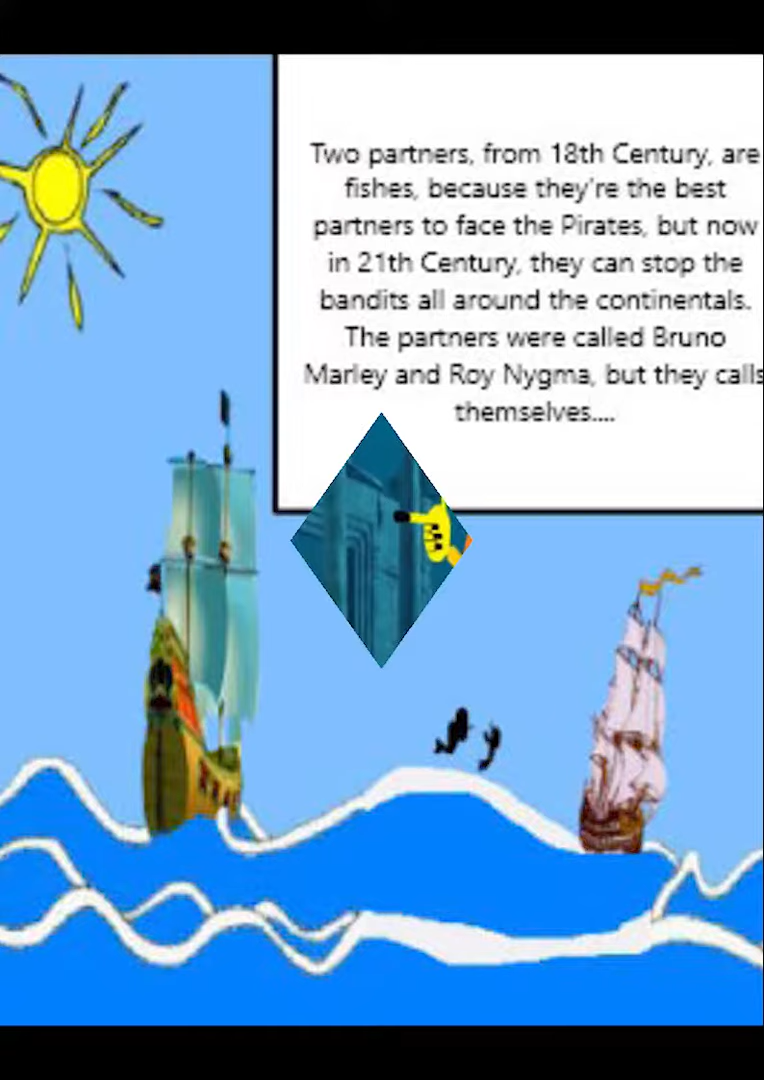 Two partners, from 18th Century, are
fishes, because they're the best
partners to face the Pirates, but now
in 21th Century, they can stop the
bandits all around the continentals.
The partners were called Bruno
Marley and Roy Nygma, but they calls
themselves....